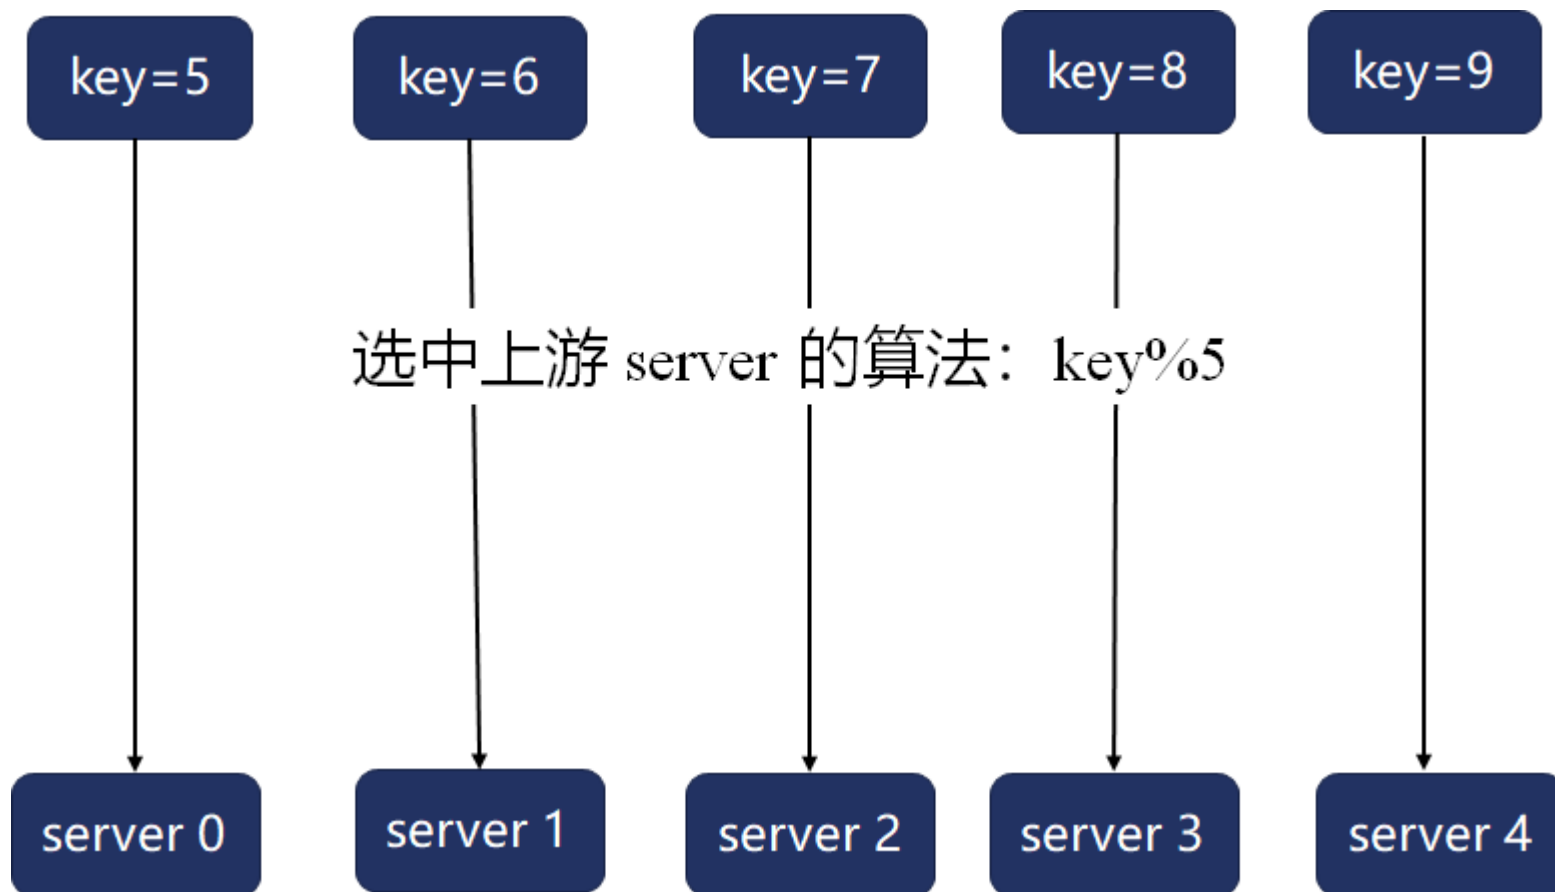 key=5
key=6
key=7
key=8
key=9
选中上游 server 的算法：key%5
server 0
server 1
server 2
server 3
server 4